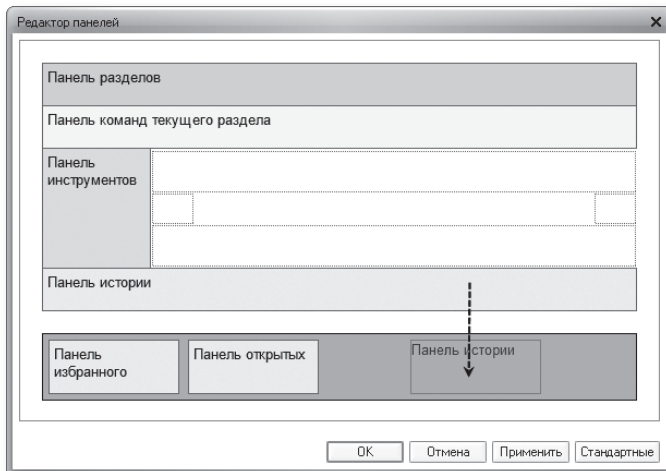 Редактор панелей
Панель разделов
Панель команд текущего раздела
Панель
инструментов
Панель истории
Панель
избранного
Панель открытых
Панель истории
OK
Отмена
Применить
Стандартные